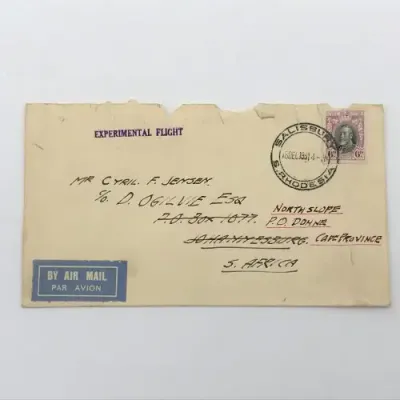 EXPERIMENTAL FLIGHT
SALISBURY
S. RHODESIA
MR CYRIL F. JENSEN,
C/O D. OGILVIE ESQ
P.O. BOX 1077.
NORTH SLOPE
P.O. DONNE
JOHANNESBURG. CAPE PROVINCE
S. AFRICA
BY AIR MAIL
PAR AVION